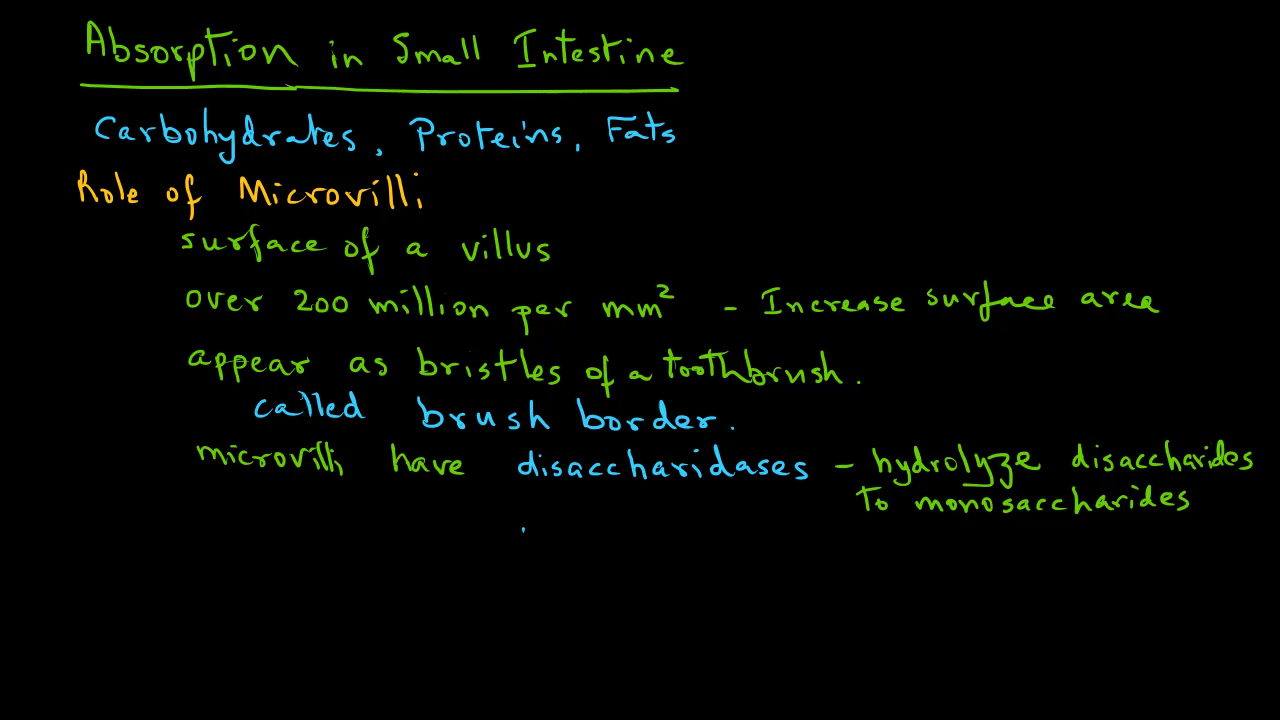 Absorption in Small Intestine
Carbohydrates, Proteins, Fats
Role of Microvilli
surface of a villus
over 200 million per mm² - Increase surface area
appear as bristles of a toothbrush.
called brush border.
microvilli have disaccharidases - hydrolyze disaccharides
to monosaccharides